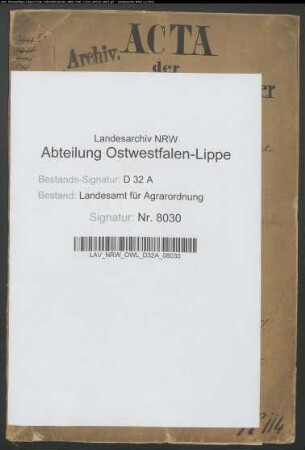 ACTA
Archiv.
der
Landesarchiv NRW
Abteilung Ostwestfalen-Lippe
Bestands-Signatur: D 32 A
Bestand: Landesamt für Agrarordnung
Signatur: Nr. 8030
LAV_NRW_OWL_D32A_08030
114